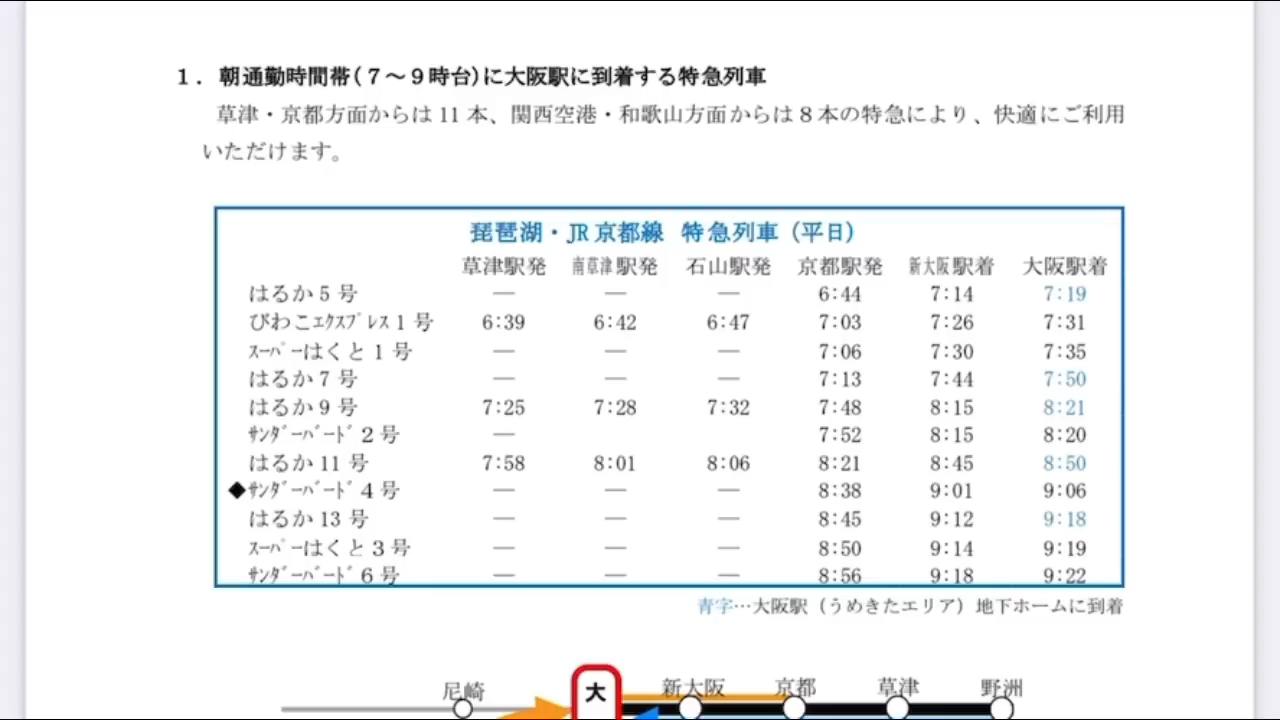 １．朝通勤時間帯(７～９時台)に大阪駅に到着する特急列車
草津・京都方面からは 11 本、関西空港・和歌山方面からは８本の特急により、快適にご利用
いただけます。
琵琶湖・JR京都線 特急列車（平日）
草津駅発 南草津駅発 石山駅発 京都駅発 新大阪駅着 大阪駅着
はるか５号 ― ― ― 6:44 7:14 7:19
びわこｴｸｽﾌﾟﾚｽ１号 6:39 6:42 6:47 7:03 7:26 7:31
ｽｰﾊﾟｰはくと１号 ― ― ― 7:06 7:30 7:35
はるか７号 ― ― ― 7:13 7:44 7:50
はるか９号 7:25 7:28 7:32 7:48 8:15 8:21
ｻﾝﾀﾞｰﾊﾞｰﾄﾞ２号 ― 7:52 8:15 8:20
はるか 11 号 7:58 8:01 8:06 8:21 8:45 8:50
◆ｻﾝﾀﾞｰﾊﾞｰﾄﾞ４号 ― ― ― 8:38 9:01 9:06
はるか 13 号 ― ― ― 8:45 9:12 9:18
ｽｰﾊﾟｰはくと３号 ― ― ― 8:50 9:14 9:19
ｻﾝﾀﾞｰﾊﾞｰﾄﾞ６号 ― ― ― 8:56 9:18 9:22
青字…大阪駅（うめきたエリア）地下ホームに到着
尼崎 大 新大阪 京都 草津 野洲